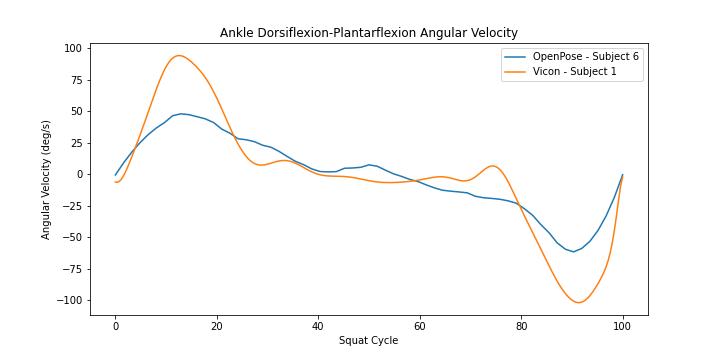 Ankle Dorsiflexion-Plantarflexion Angular Velocity
OpenPose - Subject 6
Vicon - Subject 1
Angular Velocity (deg/s)
100
75
50
25
0
−25
−50
−75
−100
0 20 40 60 80 100
Squat Cycle